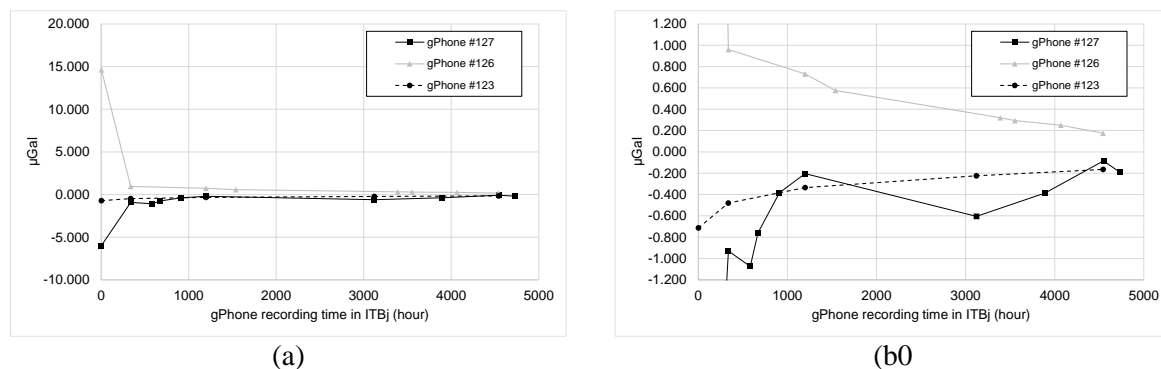 20.000
15.000
10.000
5.000
0.000
-5.000
-10.000
µGal
0 1000 2000 3000 4000 5000
gPhone recording time in ITBj (hour)
gPhone #127
gPhone #126
gPhone #123
(a)
1.200
1.000
0.800
0.600
0.400
0.200
0.000
-0.200
-0.400
-0.600
-0.800
-1.000
-1.200
µGal
0 1000 2000 3000 4000 5000
gPhone recording time in ITBj (hour)
gPhone #127
gPhone #126
gPhone #123
(b0